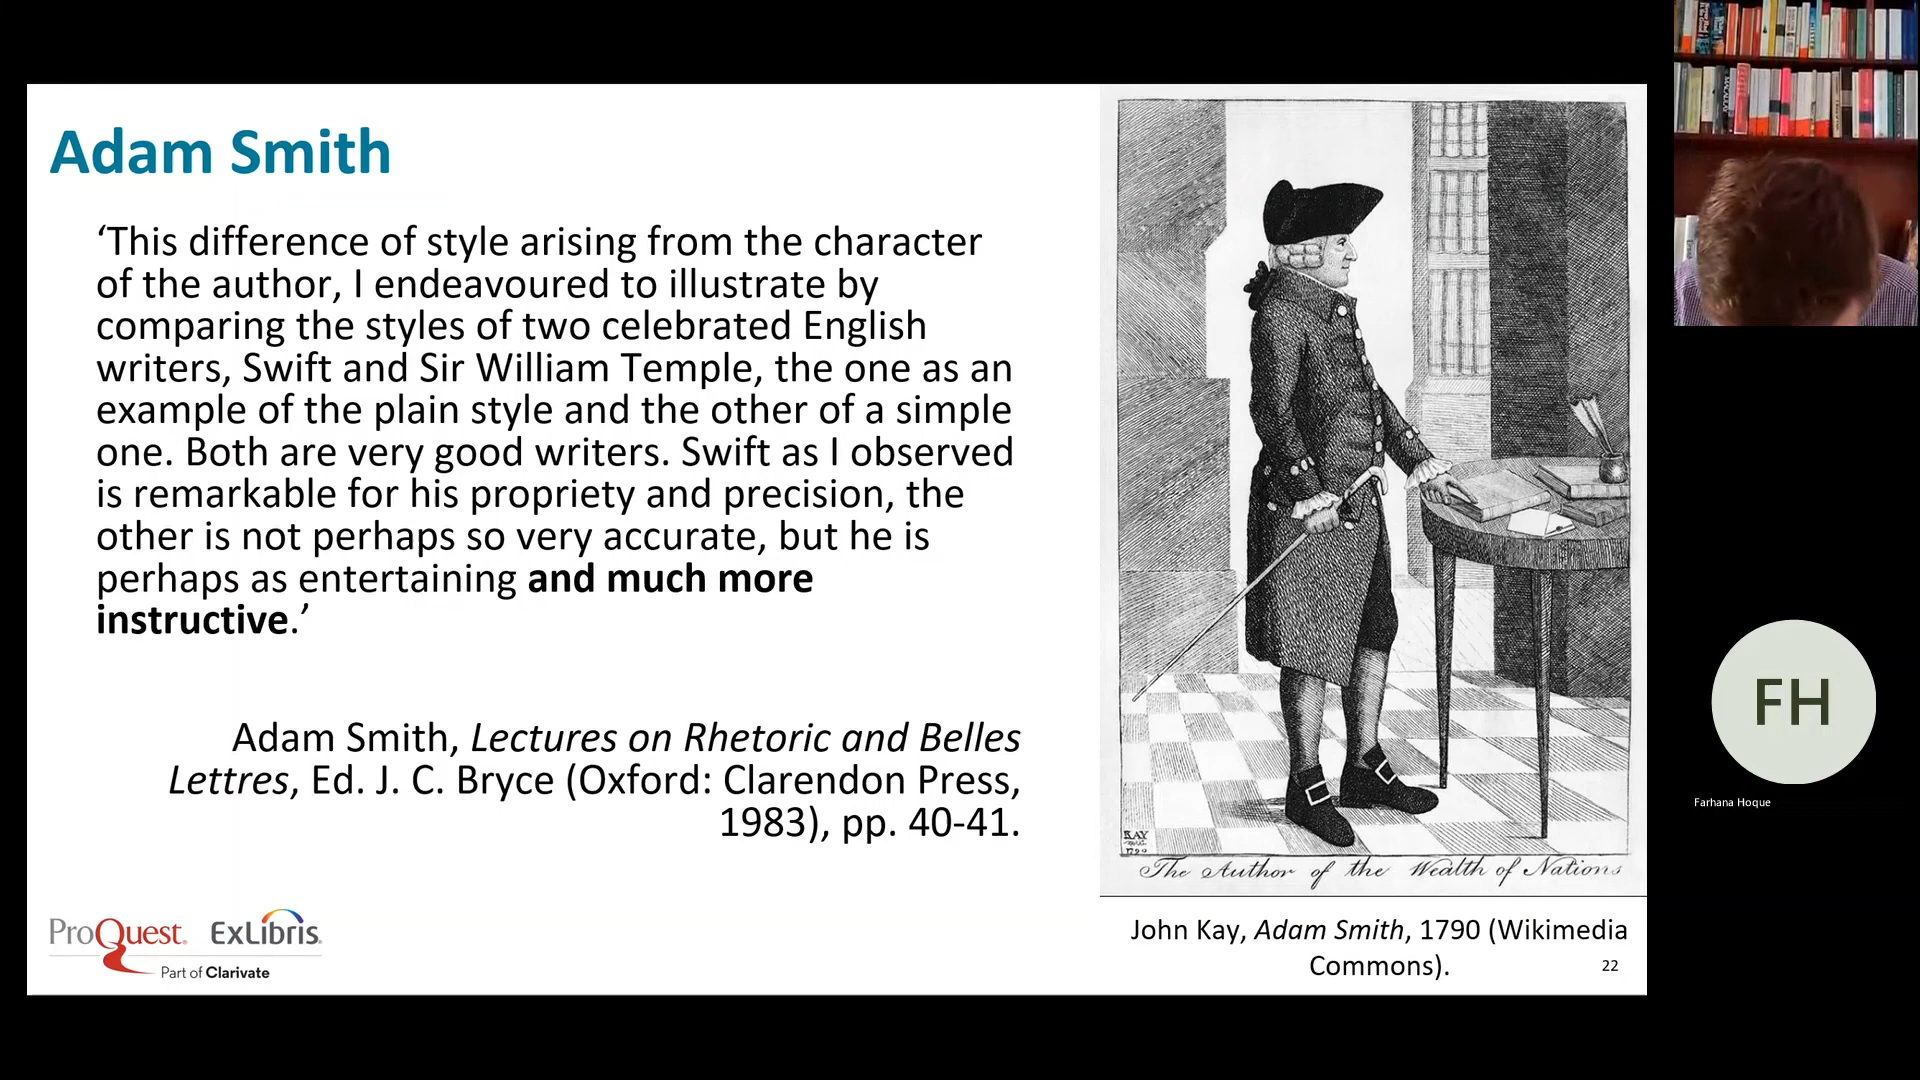 Adam Smith
‘This difference of style arising from the character
of the author, I endeavoured to illustrate by
comparing the styles of two celebrated English
writers, Swift and Sir William Temple, the one as an
example of the plain style and the other of a simple
one. Both are very good writers. Swift as I observed
is remarkable for his propriety and precision, the
other is not perhaps so very accurate, but he is
perhaps as entertaining and much more
instructive.’
Adam Smith, Lectures on Rhetoric and Belles
Lettres, Ed. J. C. Bryce (Oxford: Clarendon Press,
1983), pp. 40-41.
ProQuest ExLibris
Part of Clarivate
KAY
1790
The Author of the Wealth of Nations
John Kay, Adam Smith, 1790 (Wikimedia
Commons).
22
FH
Farhana Hoque